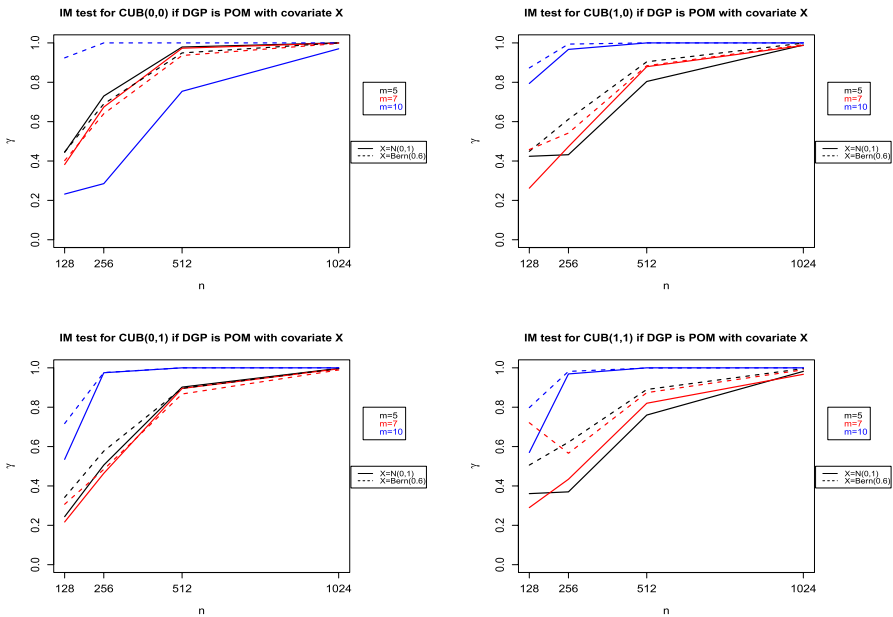 IM test for CUB(0,0) if DGP is POM with covariate X
γ
1.0
0.8
0.6
0.4
0.2
0.0
128 256 512 1024
n
m=5
m=7
m=10
X=N(0,1)
X=Bern(0.6)
IM test for CUB(1,0) if DGP is POM with covariate X
γ
1.0
0.8
0.6
0.4
0.2
0.0
128 256 512 1024
n
m=5
m=7
m=10
X=N(0,1)
X=Bern(0.6)
IM test for CUB(0,1) if DGP is POM with covariate X
γ
1.0
0.8
0.6
0.4
0.2
0.0
128 256 512 1024
n
m=5
m=7
m=10
X=N(0,1)
X=Bern(0.6)
IM test for CUB(1,1) if DGP is POM with covariate X
γ
1.0
0.8
0.6
0.4
0.2
0.0
128 256 512 1024
n
m=5
m=7
m=10
X=N(0,1)
X=Bern(0.6)